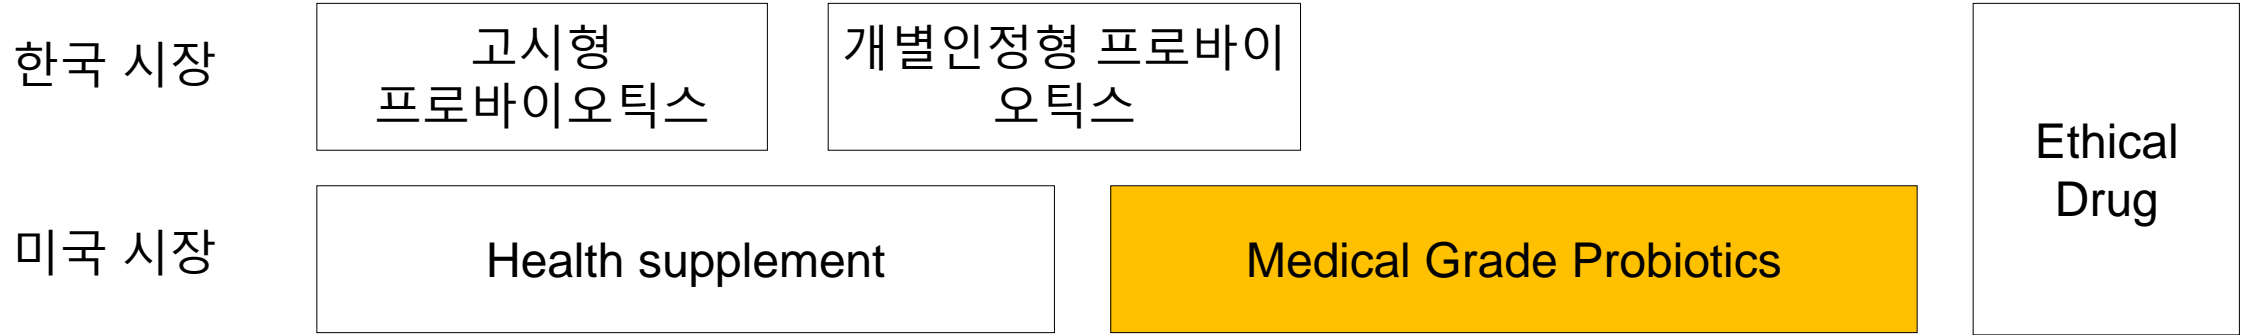 한국 시장
고시형
프로바이오틱스
개별인정형 프로바이
오틱스
Ethical
Drug
미국 시장
Health supplement
Medical Grade Probiotics